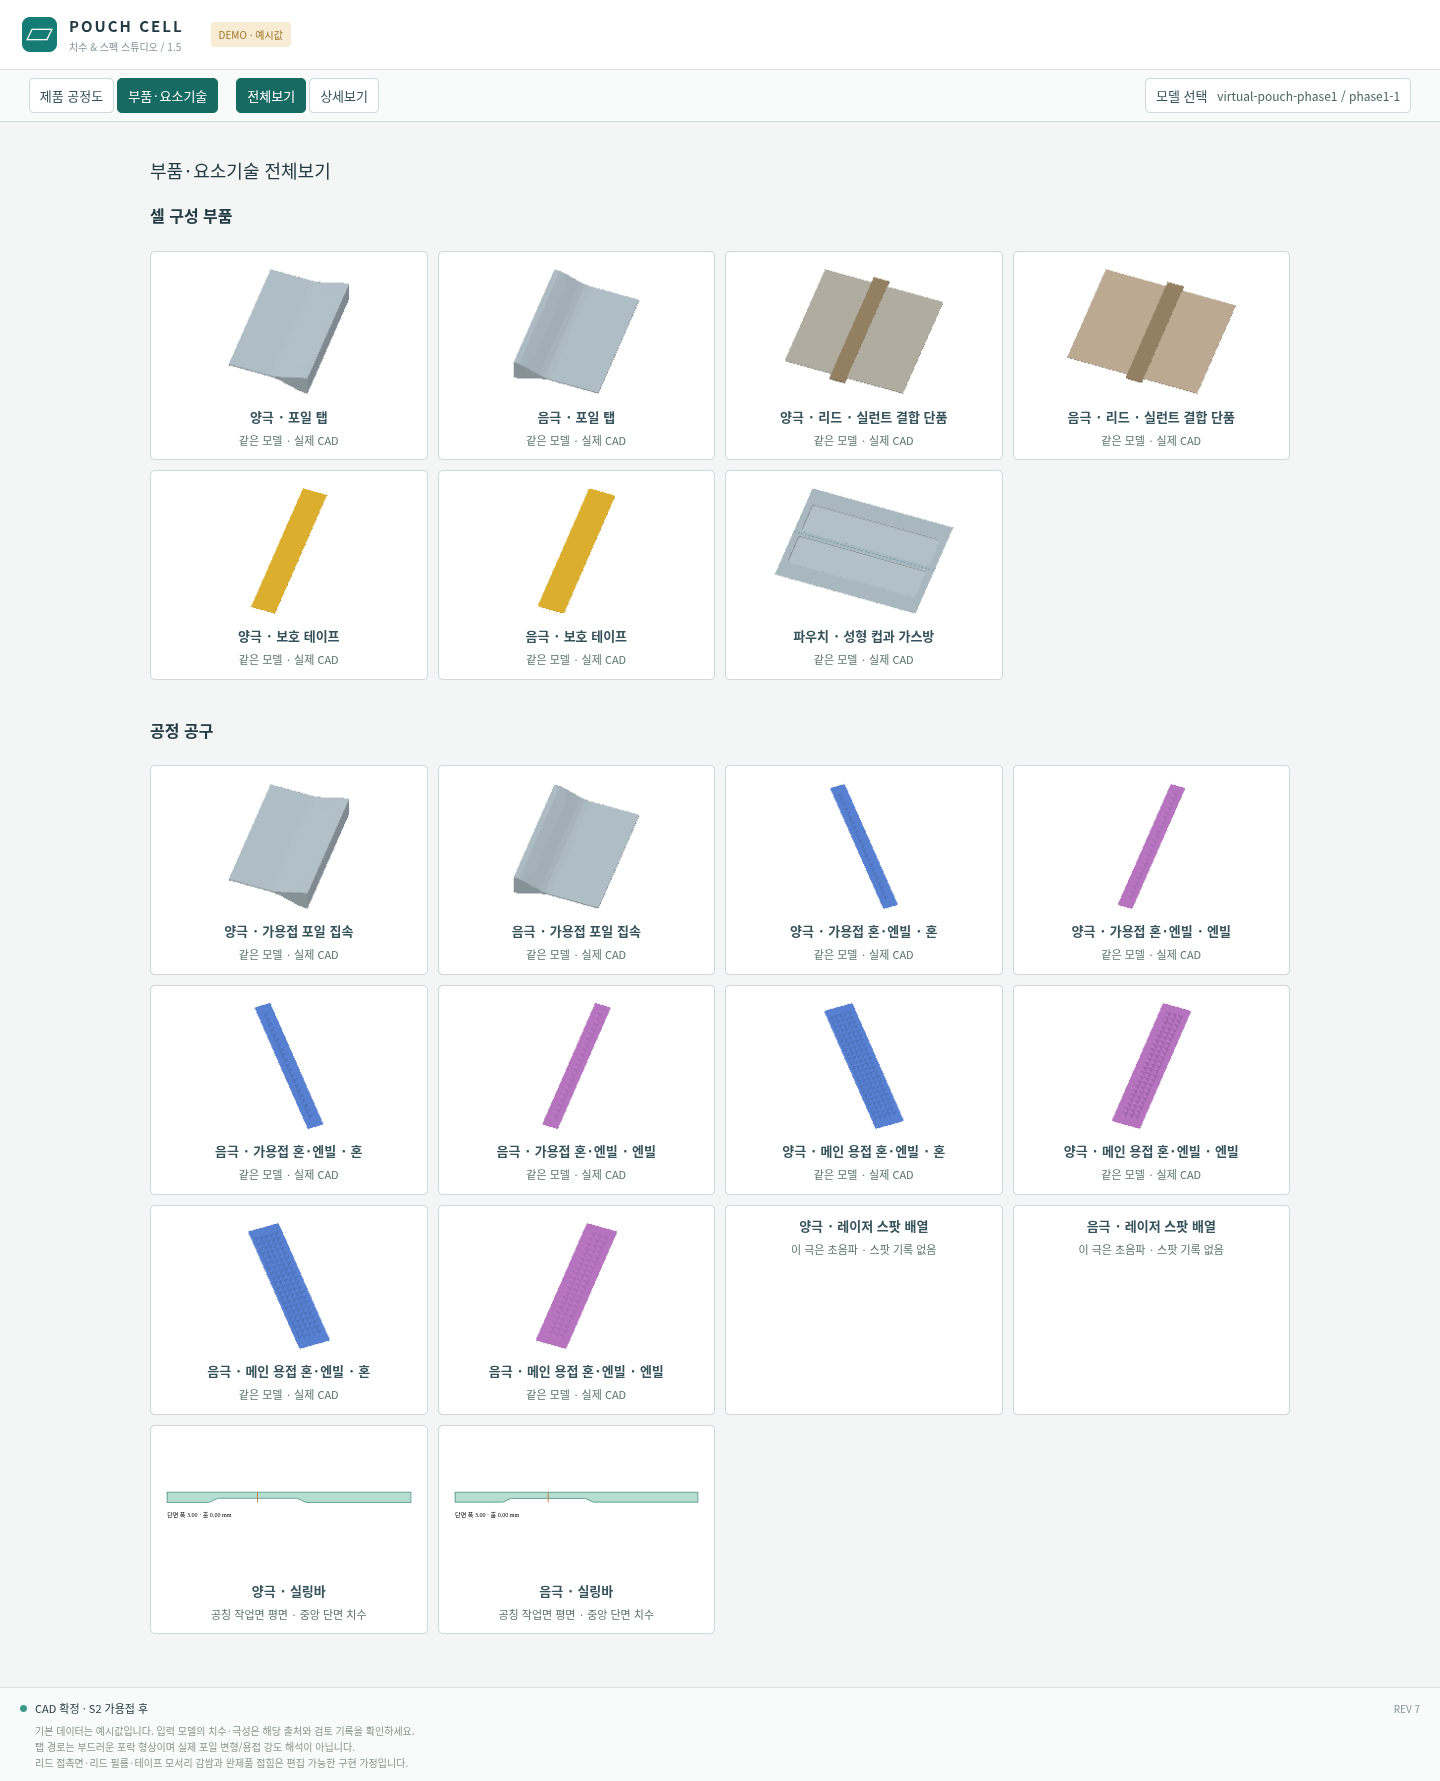 POUCH CELL
치수 & 스펙 스튜디오 / 1.5
DEMO · 예시값
제품 공정도
부품·요소기술
전체보기
상세보기
모델 선택 virtual-pouch-phase1 / phase1-1
부품·요소기술 전체보기
셀 구성 부품
양극 · 포일 탭
같은 모델 · 실제 CAD
음극 · 포일 탭
같은 모델 · 실제 CAD
양극 · 리드 · 실런트 결합 단품
같은 모델 · 실제 CAD
음극 · 리드 · 실런트 결합 단품
같은 모델 · 실제 CAD
양극 · 보호 테이프
같은 모델 · 실제 CAD
음극 · 보호 테이프
같은 모델 · 실제 CAD
파우치 · 성형 컵과 가스방
같은 모델 · 실제 CAD
공정 공구
양극 · 가용접 포일 집속
같은 모델 · 실제 CAD
음극 · 가용접 포일 집속
같은 모델 · 실제 CAD
양극 · 가용접 혼·엔빌 · 혼
같은 모델 · 실제 CAD
양극 · 가용접 혼·엔빌 · 엔빌
같은 모델 · 실제 CAD
음극 · 가용접 혼·엔빌 · 혼
같은 모델 · 실제 CAD
음극 · 가용접 혼·엔빌 · 엔빌
같은 모델 · 실제 CAD
양극 · 메인 용접 혼·엔빌 · 혼
같은 모델 · 실제 CAD
양극 · 메인 용접 혼·엔빌 · 엔빌
같은 모델 · 실제 CAD
음극 · 메인 용접 혼·엔빌 · 혼
같은 모델 · 실제 CAD
음극 · 메인 용접 혼·엔빌 · 엔빌
같은 모델 · 실제 CAD
양극 · 레이저 스팟 배열
이 극은 초음파 · 스팟 기록 없음
음극 · 레이저 스팟 배열
이 극은 초음파 · 스팟 기록 없음
단면 폭 3.00 · 홈 0.00 mm
양극 · 실링바
공칭 작업면 평면 · 중앙 단면 치수
단면 폭 3.00 · 홈 0.00 mm
음극 · 실링바
공칭 작업면 평면 · 중앙 단면 치수
CAD 확정 · S2 가용접 후
REV 7
기본 데이터는 예시값입니다. 입력 모델의 치수·극성은 해당 출처와 검토 기록을 확인하세요.
탭 경로는 부드러운 포락 형상이며 실제 포일 변형/용접 강도 해석이 아닙니다.
리드 접촉면·리드 필름·테이프 모서리 감쌈과 완제품 접힘은 편집 가능한 구현 가정입니다.